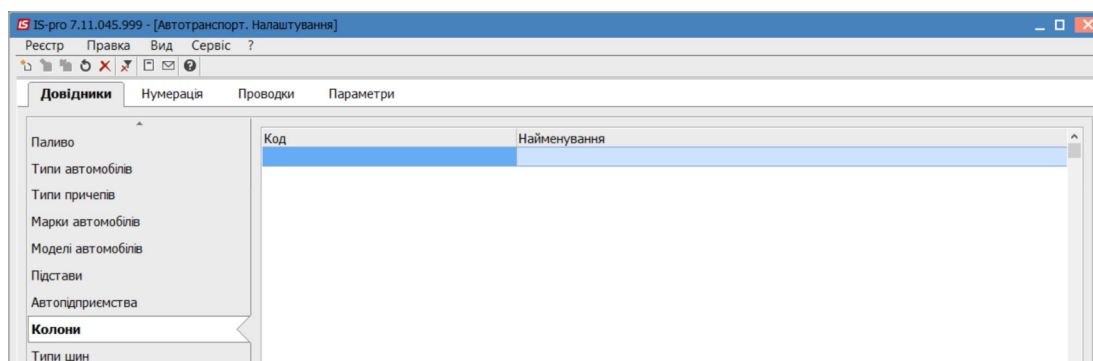 IS IS-pro 7.11.045.999 - [Автотранспорт. Налаштування]
Реєстр Правка Вид Сервіс ?
Довідники Нумерація Проводки Параметри
Код Найменування
Паливо
Типи автомобілів
Типи причепів
Марки автомобілів
Моделі автомобілів
Підстави
Автопідприємства
Колони
Типи шин